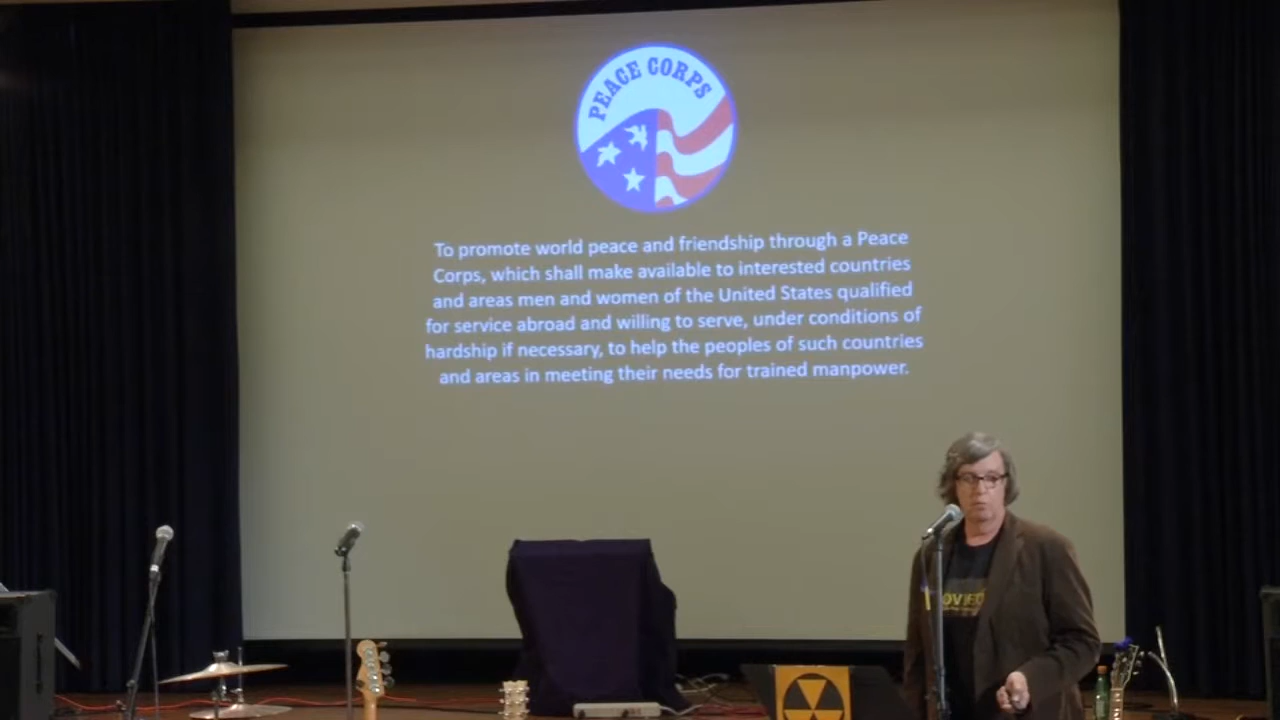 PEACE CORPS
To promote world peace and friendship through a Peace
Corps, which shall make available to interested countries
and areas men and women of the United States qualified
for service abroad and willing to serve, under conditions of
hardship if necessary, to help the peoples of such countries
and areas in meeting their needs for trained manpower.